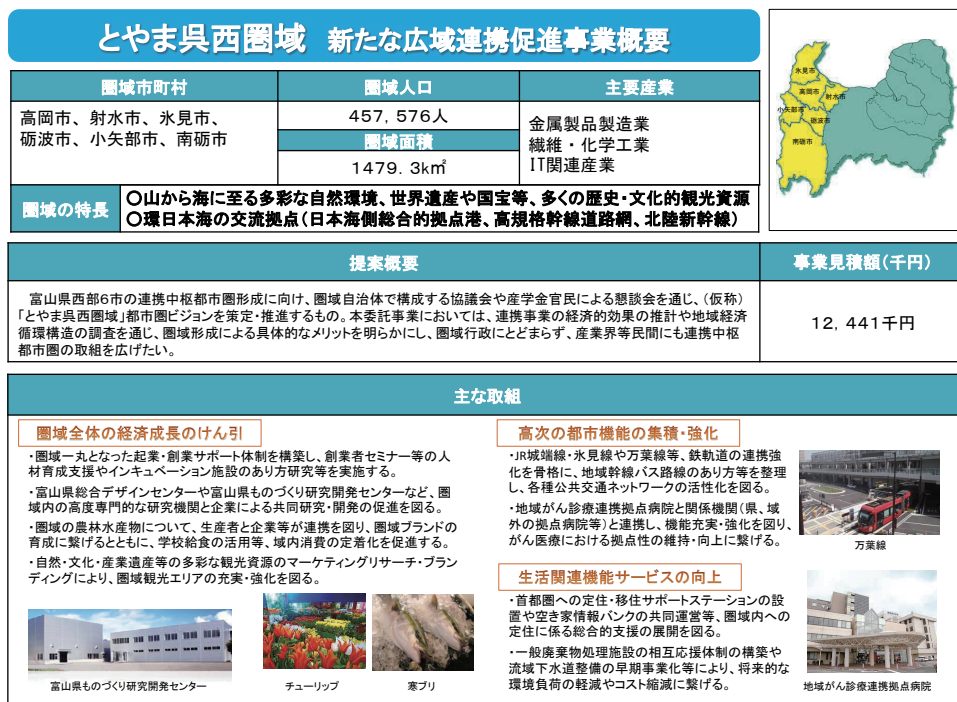 とやま呉西圏域 新たな広域連携促進事業概要
圏域市町村
圏域人口
主要産業
高岡市、射水市、氷見市、
砺波市、小矢部市、南砺市
457,576人
圏域面積
1479.3k㎡
金属製品製造業
繊維・化学工業
IT関連産業
圏域の特長
○山から海に至る多彩な自然環境、世界遺産や国宝等、多くの歴史・文化的観光資源
○環日本海の交流拠点(日本海側総合的拠点港、高規格幹線道路網、北陸新幹線)
氷見市
高岡市
射水市
小矢部市
砺波市
南砺市
提案概要
事業見積額(千円)
富山県西部6市の連携中枢都市圏形成に向け、圏域自治体で構成する協議会や産学金官民による懇談会を通じ、(仮称)
「とやま呉西圏域」都市圏ビジョンを策定・推進するもの。本委託事業においては、連携事業の経済的効果の推計や地域経済
循環構造の調査を通じ、圏域形成による具体的なメリットを明らかにし、圏域行政にとどまらず、産業界等民間にも連携中枢
都市圏の取組を広げたい。
12,441千円
主な取組
圏域全体の経済成長のけん引
・圏域一丸となった起業・創業サポート体制を構築し、創業者セミナー等の人
材育成支援やインキュベーション施設のあり方研究等を実施する。
・富山県総合デザインセンターや富山県ものづくり研究開発センターなど、圏
域内の高度専門的な研究機関と企業による共同研究・開発の促進を図る。
・圏域の農林水産物について、生産者と企業等が連携を図り、圏域ブランドの
育成に繋げるとともに、学校給食の活用等、域内消費の定着化を促進する。
・自然・文化・産業遺産等の多彩な観光資源のマーケティングリサーチ・ブラン
ディングにより、圏域観光エリアの充実・強化を図る。
富山県ものづくり研究開発センター
チューリップ
寒ブリ
高次の都市機能の集積・強化
・JR城端線・氷見線や万葉線等、鉄軌道の連携強
化を骨格に、地域幹線バス路線のあり方等を整理
し、各種公共交通ネットワークの活性化を図る。
・地域がん診療連携拠点病院と関係機関(県、域
外の拠点病院等)と連携し、機能充実・強化を図り、
がん医療における拠点性の維持・向上に繋げる。
万葉線
生活関連機能サービスの向上
・首都圏への定住・移住サポートステーションの設
置や空き家情報バンクの共同運営等、圏域内への
定住に係る総合的支援の展開を図る。
・一般廃棄物処理施設の相互応援体制の構築や
流域下水道整備の早期事業化等により、将来的な
環境負荷の軽減やコスト縮減に繋げる。
地域がん診療連携拠点病院